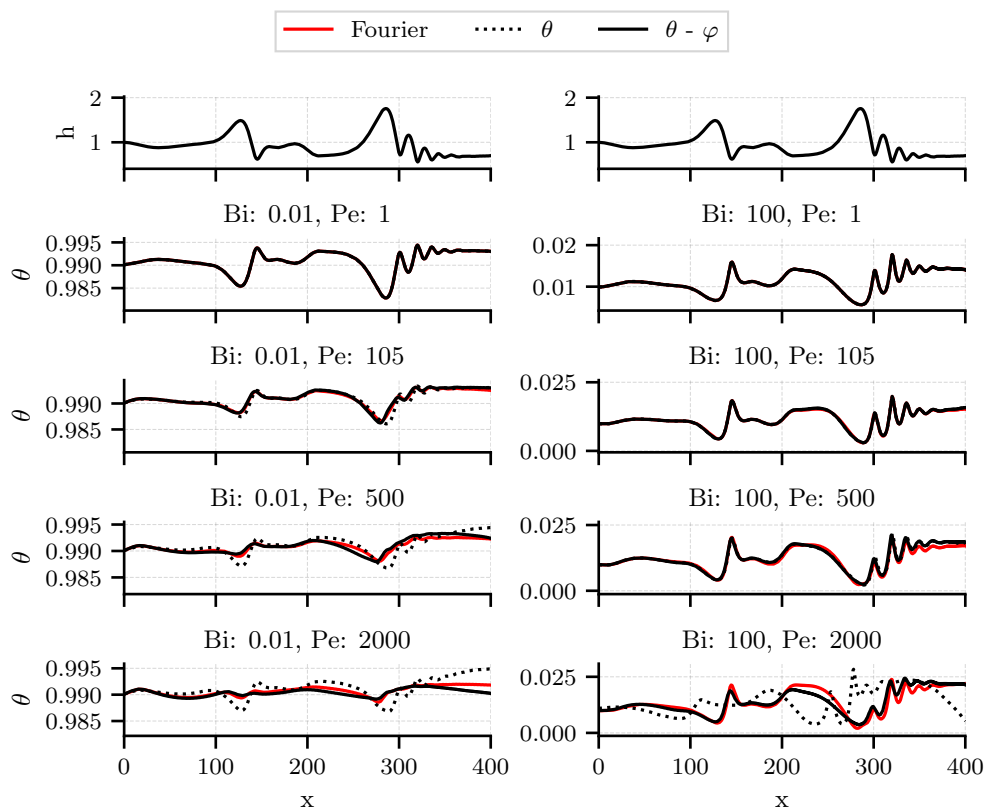 Fourier θ θ - φ
2
1
h
Bi: 0.01, Pe: 1
Bi: 100, Pe: 1
0.995
0.990
0.985
θ
0.02
0.01
Bi: 0.01, Pe: 105
Bi: 100, Pe: 105
0.990
0.985
θ
0.025
0.000
Bi: 0.01, Pe: 500
Bi: 100, Pe: 500
0.995
0.990
0.985
θ
0.025
0.000
Bi: 0.01, Pe: 2000
Bi: 100, Pe: 2000
0.995
0.990
0.985
θ
0.025
0.000
0 100 200 300 400
0 100 200 300 400
x
x